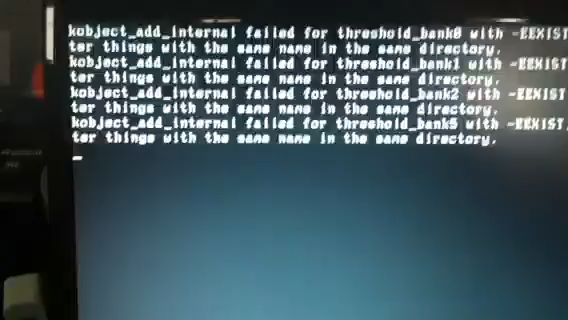 kobject_add_internal failed for threshold_bank0 with -EEXIST
ter things with the same name in the same directory.
kobject_add_internal failed for threshold_bank1 with -EEXIST
ter things with the same name in the same directory.
kobject_add_internal failed for threshold_bank2 with -EEXIST
ter things with the same name in the same directory.
kobject_add_internal failed for threshold_bank5 with -EEXIST,
ter things with the same name in the same directory.